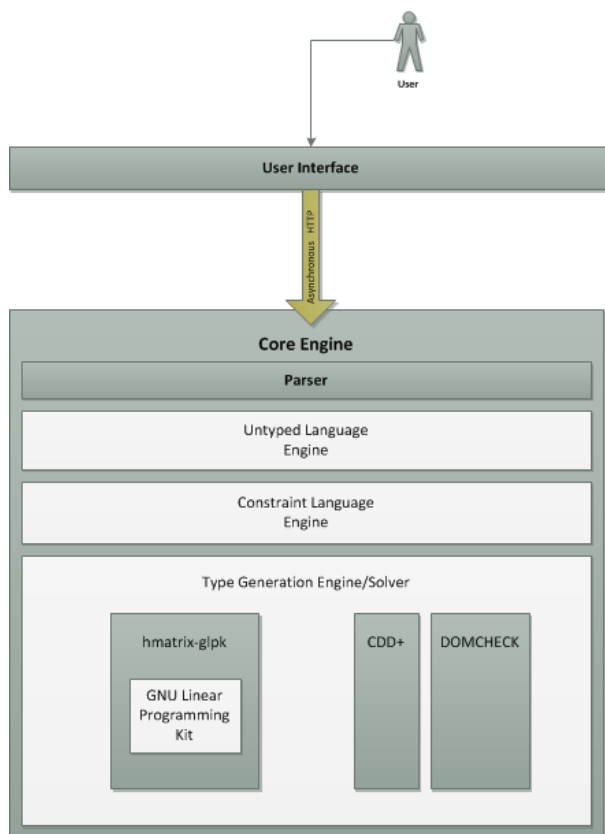 User
User Interface
Asynchronous HTTP
Core Engine
Parser
Untyped Language
Engine
Constraint Language
Engine
Type Generation Engine/Solver
hmatrix-glpk
CDD+
DOMCHECK
GNU Linear
Programming
Kit